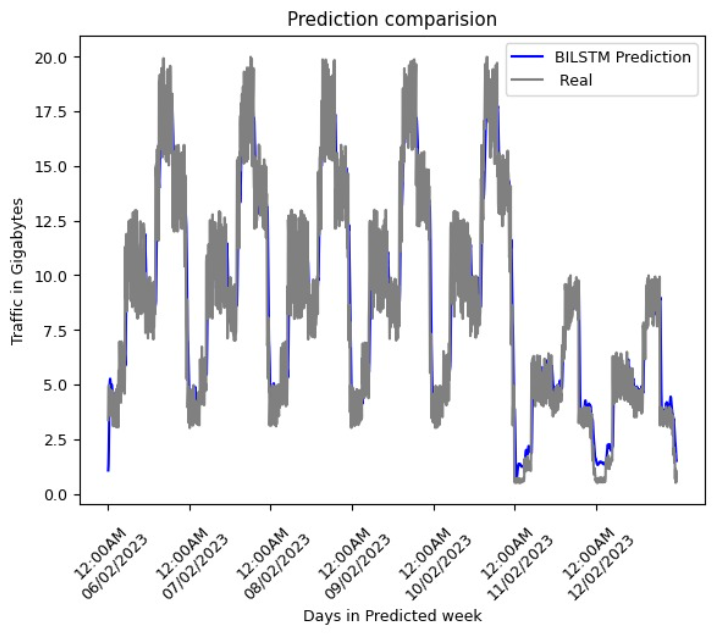 Prediction comparision
BILSTM Prediction
Real
Traffic in Gigabytes
20.0
17.5
15.0
12.5
10.0
7.5
5.0
2.5
0.0
12:00AM
06/02/2023
12:00AM
07/02/2023
12:00AM
08/02/2023
12:00AM
09/02/2023
12:00AM
10/02/2023
12:00AM
11/02/2023
12:00AM
12/02/2023
Days in Predicted week